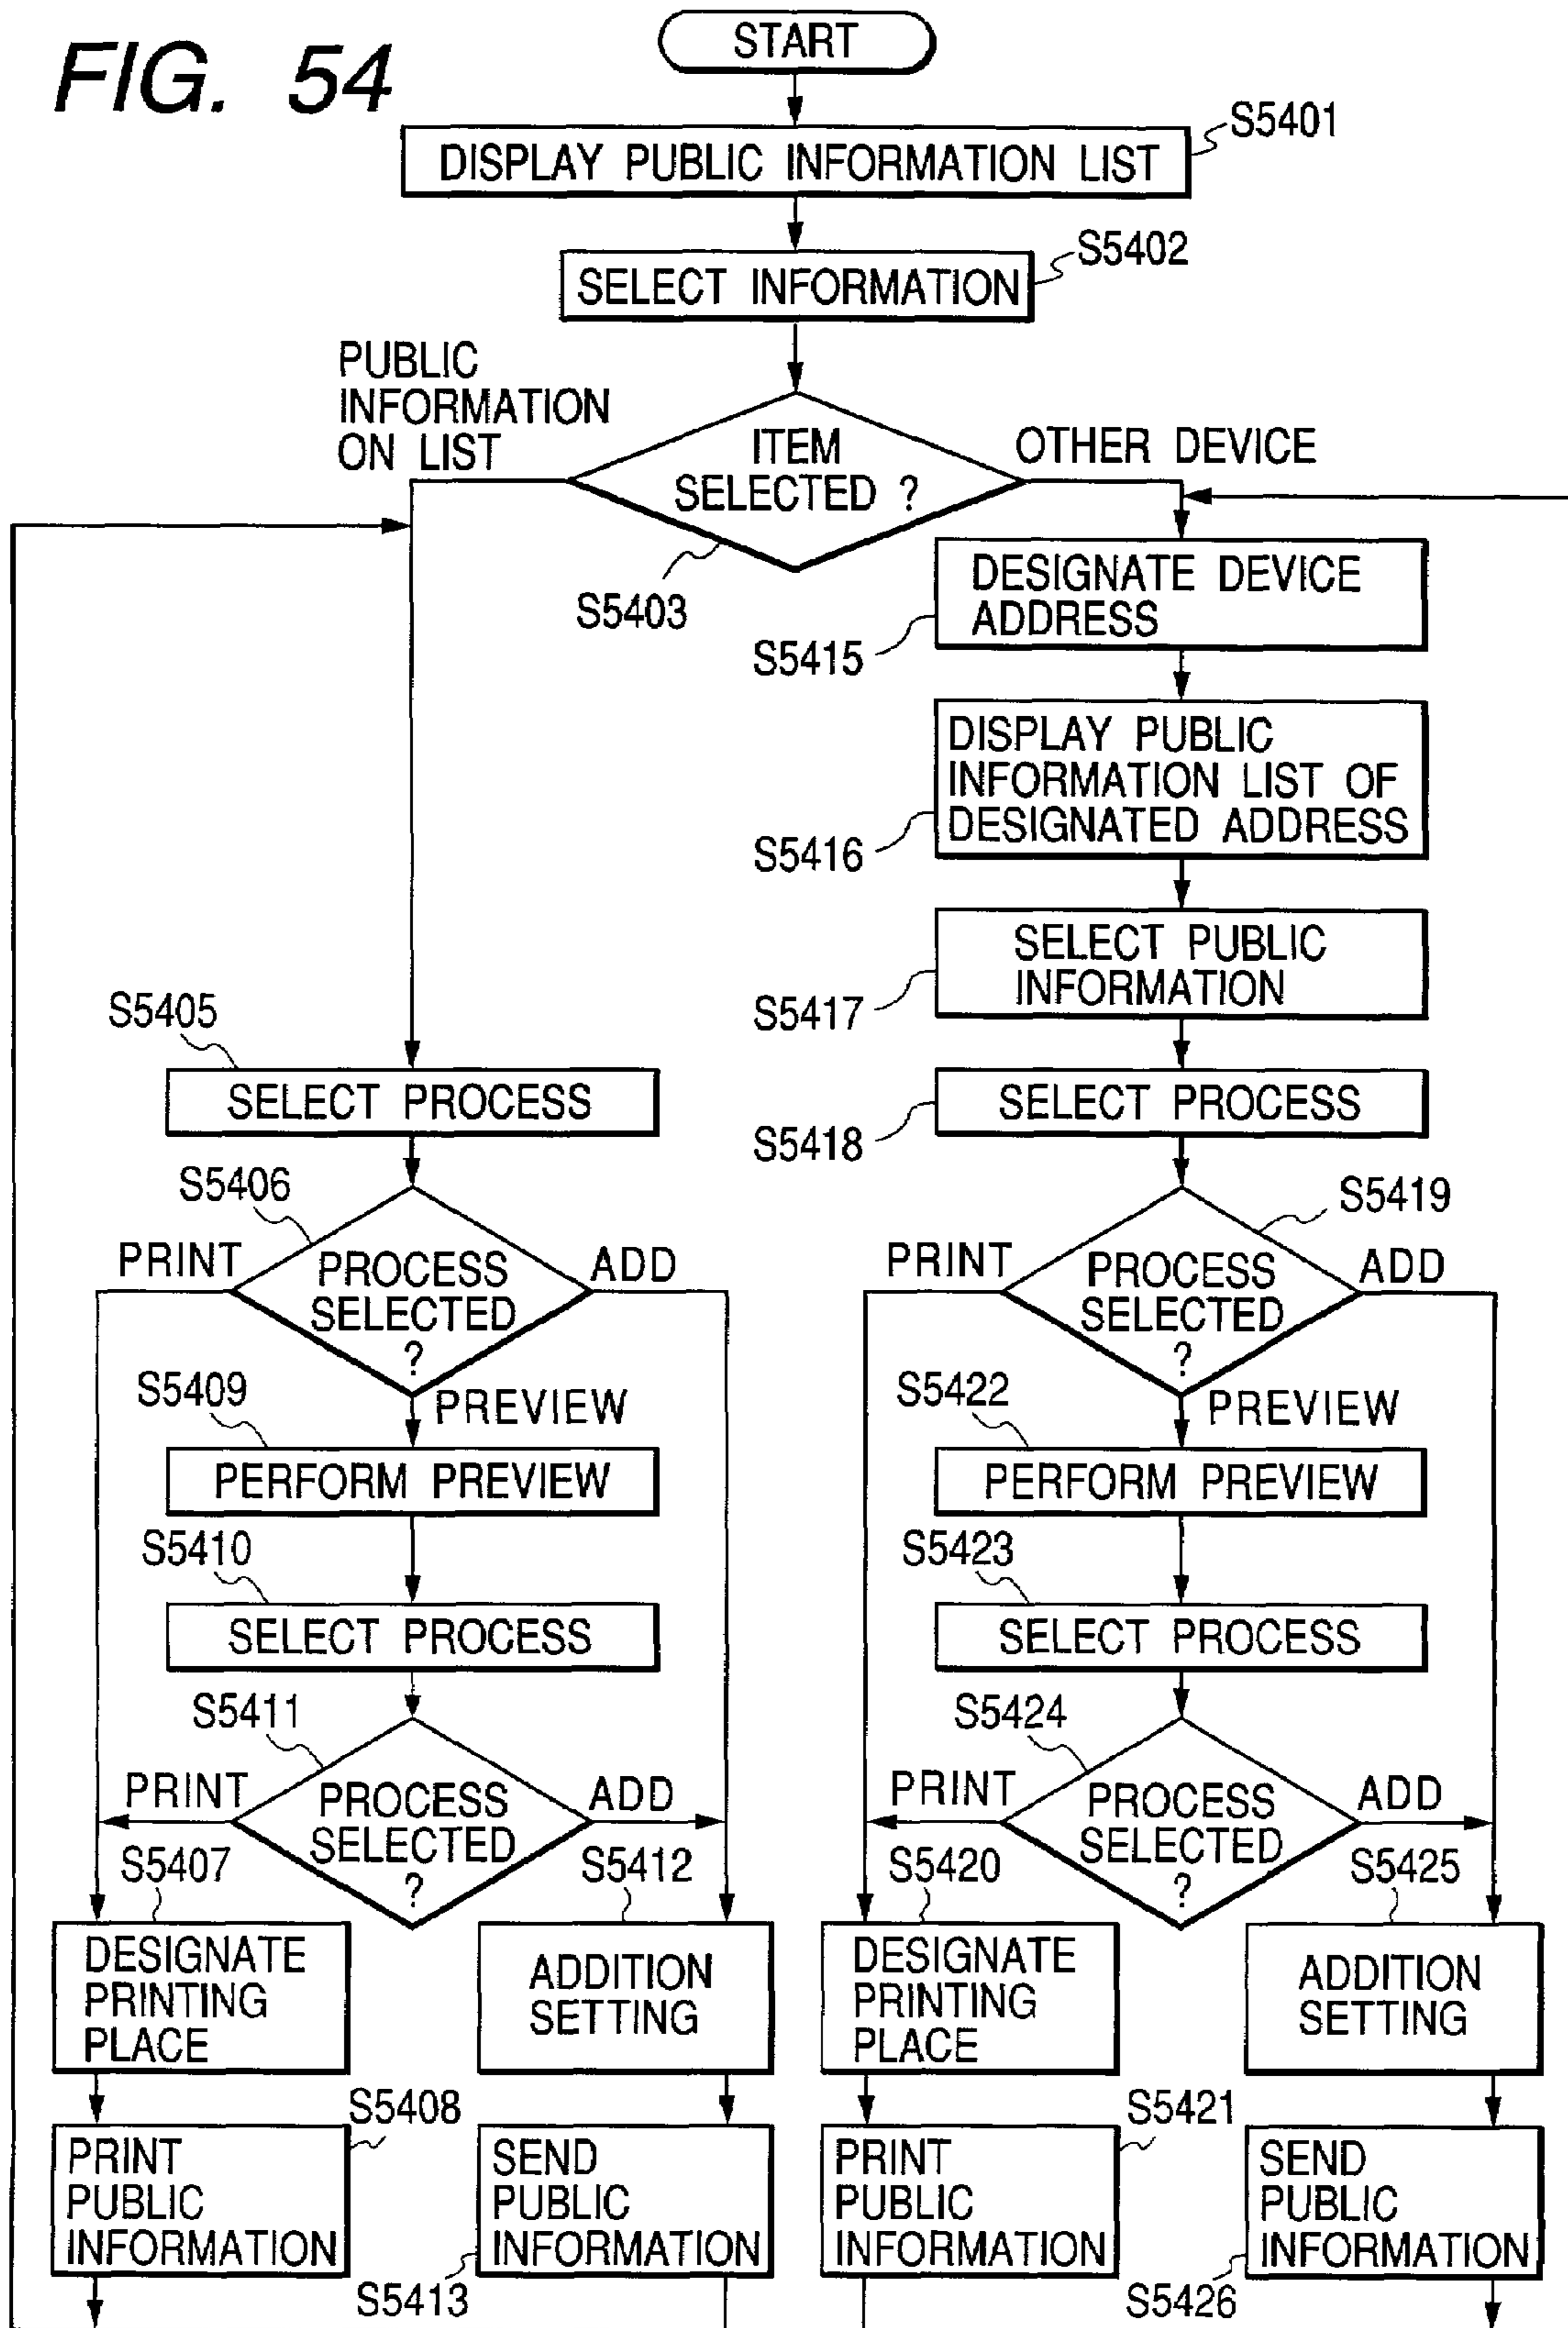 FIG. 54
START
S5401
DISPLAY PUBLIC INFORMATION LIST
S5402
SELECT INFORMATION
PUBLIC
INFORMATION
ON LIST
ITEM
SELECTED ?
OTHER DEVICE
S5403
DESIGNATE DEVICE
ADDRESS
S5415
DISPLAY PUBLIC
INFORMATION LIST OF
DESIGNATED ADDRESS
S5416
SELECT PUBLIC
INFORMATION
S5417
S5405
SELECT PROCESS
SELECT PROCESS
S5418
S5406
PRINT
PROCESS
SELECTED
?
ADD
S5419
PRINT
PROCESS
SELECTED
?
ADD
S5409
PREVIEW
PERFORM PREVIEW
S5422
PREVIEW
PERFORM PREVIEW
S5410
SELECT PROCESS
S5423
SELECT PROCESS
S5411
PRINT
PROCESS
SELECTED
?
ADD
S5424
PRINT
PROCESS
SELECTED
?
ADD
S5407
DESIGNATE
PRINTING
PLACE
S5412
ADDITION
SETTING
S5420
DESIGNATE
PRINTING
PLACE
S5425
ADDITION
SETTING
S5408
PRINT
PUBLIC
INFORMATION
SEND
PUBLIC
INFORMATION
S5413
S5421
PRINT
PUBLIC
INFORMATION
SEND
PUBLIC
INFORMATION
S5426